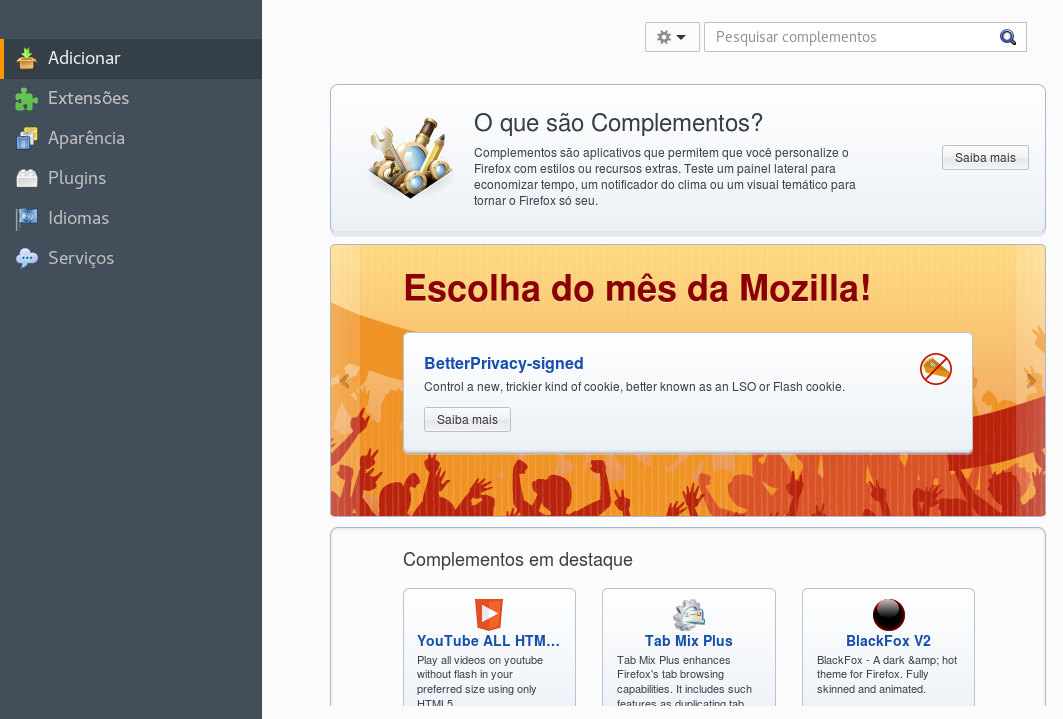 Adicionar
Extensões
Aparência
Plugins
Idiomas
Serviços
Pesquisar complementos
O que são Complementos?
Complementos são aplicativos que permitem que você personalize o
Firefox com estilos ou recursos extras. Teste um painel lateral para
economizar tempo, um notificador do clima ou um visual temático para
tornar o Firefox só seu.
Saiba mais
Escolha do mês da Mozilla!
BetterPrivacy-signed
Control a new, trickier kind of cookie, better known as an LSO or Flash cookie.
Saiba mais
Complementos em destaque
YouTube ALL HTM...
Play all videos on youtube
without flash in your
preferred size using only
HTML5
Tab Mix Plus
Tab Mix Plus enhances
Firefox's tab browsing
capabilities. It includes such
features as duplicating tab
BlackFox V2
BlackFox - A dark &amp; hot
theme for Firefox. Fully
skinned and animated.